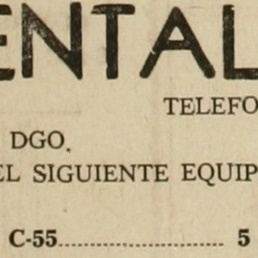 ENTAL
TELEFO
DGO.
EL SIGUIENTE EQUIP
C-55........................ 5